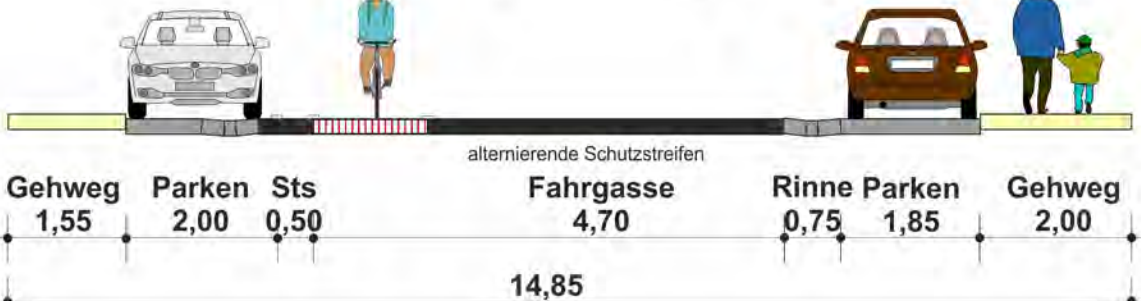 alternierende Schutzstreifen
Gehweg Parken Sts Fahrgasse Rinne Parken Gehweg
1,55 2,00 0,50 4,70 0,75 1,85 2,00
14,85